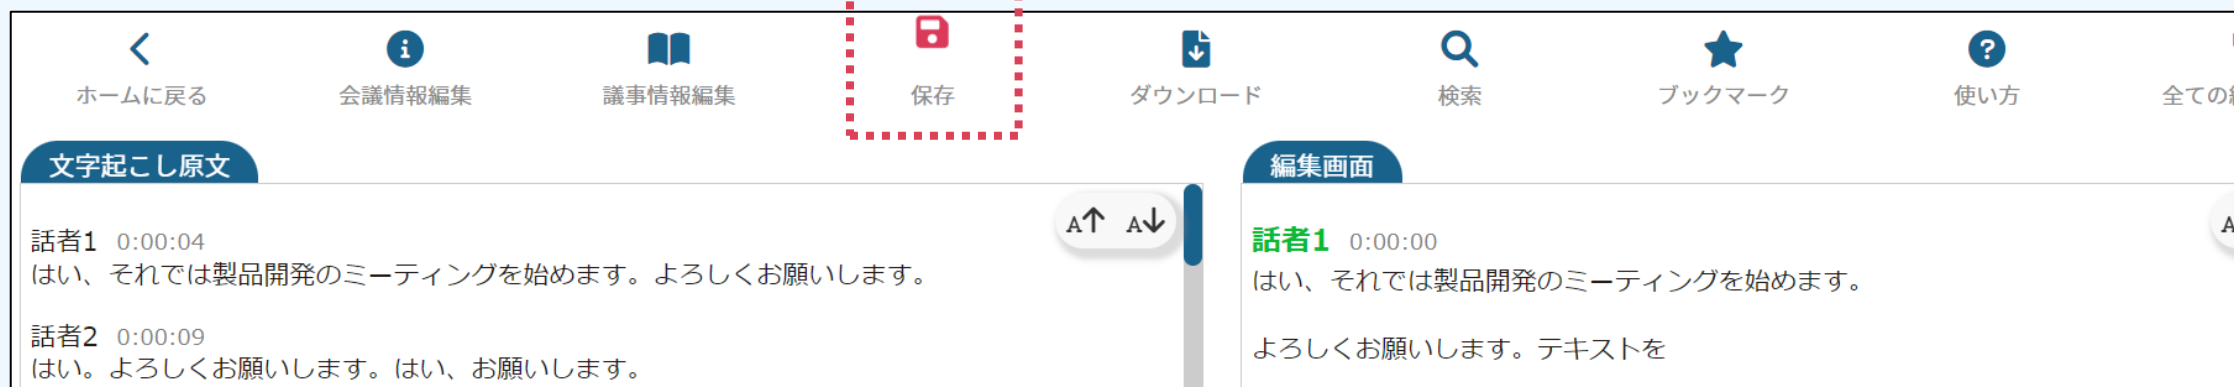 ホームに戻る
会議情報編集
議事情報編集
保存
ダウンロード
検索
ブックマーク
使い方
全ての
文字起こし原文
A A
話者1 0:00:04
はい、それでは製品開発のミーティングを始めます。よろしくお願いします。
話者2 0:00:09
はい。よろしくお願いします。はい、お願いします。
編集画面
A
話者1 0:00:00
はい、それでは製品開発のミーティングを始めます。
よろしくお願いします。テキストを